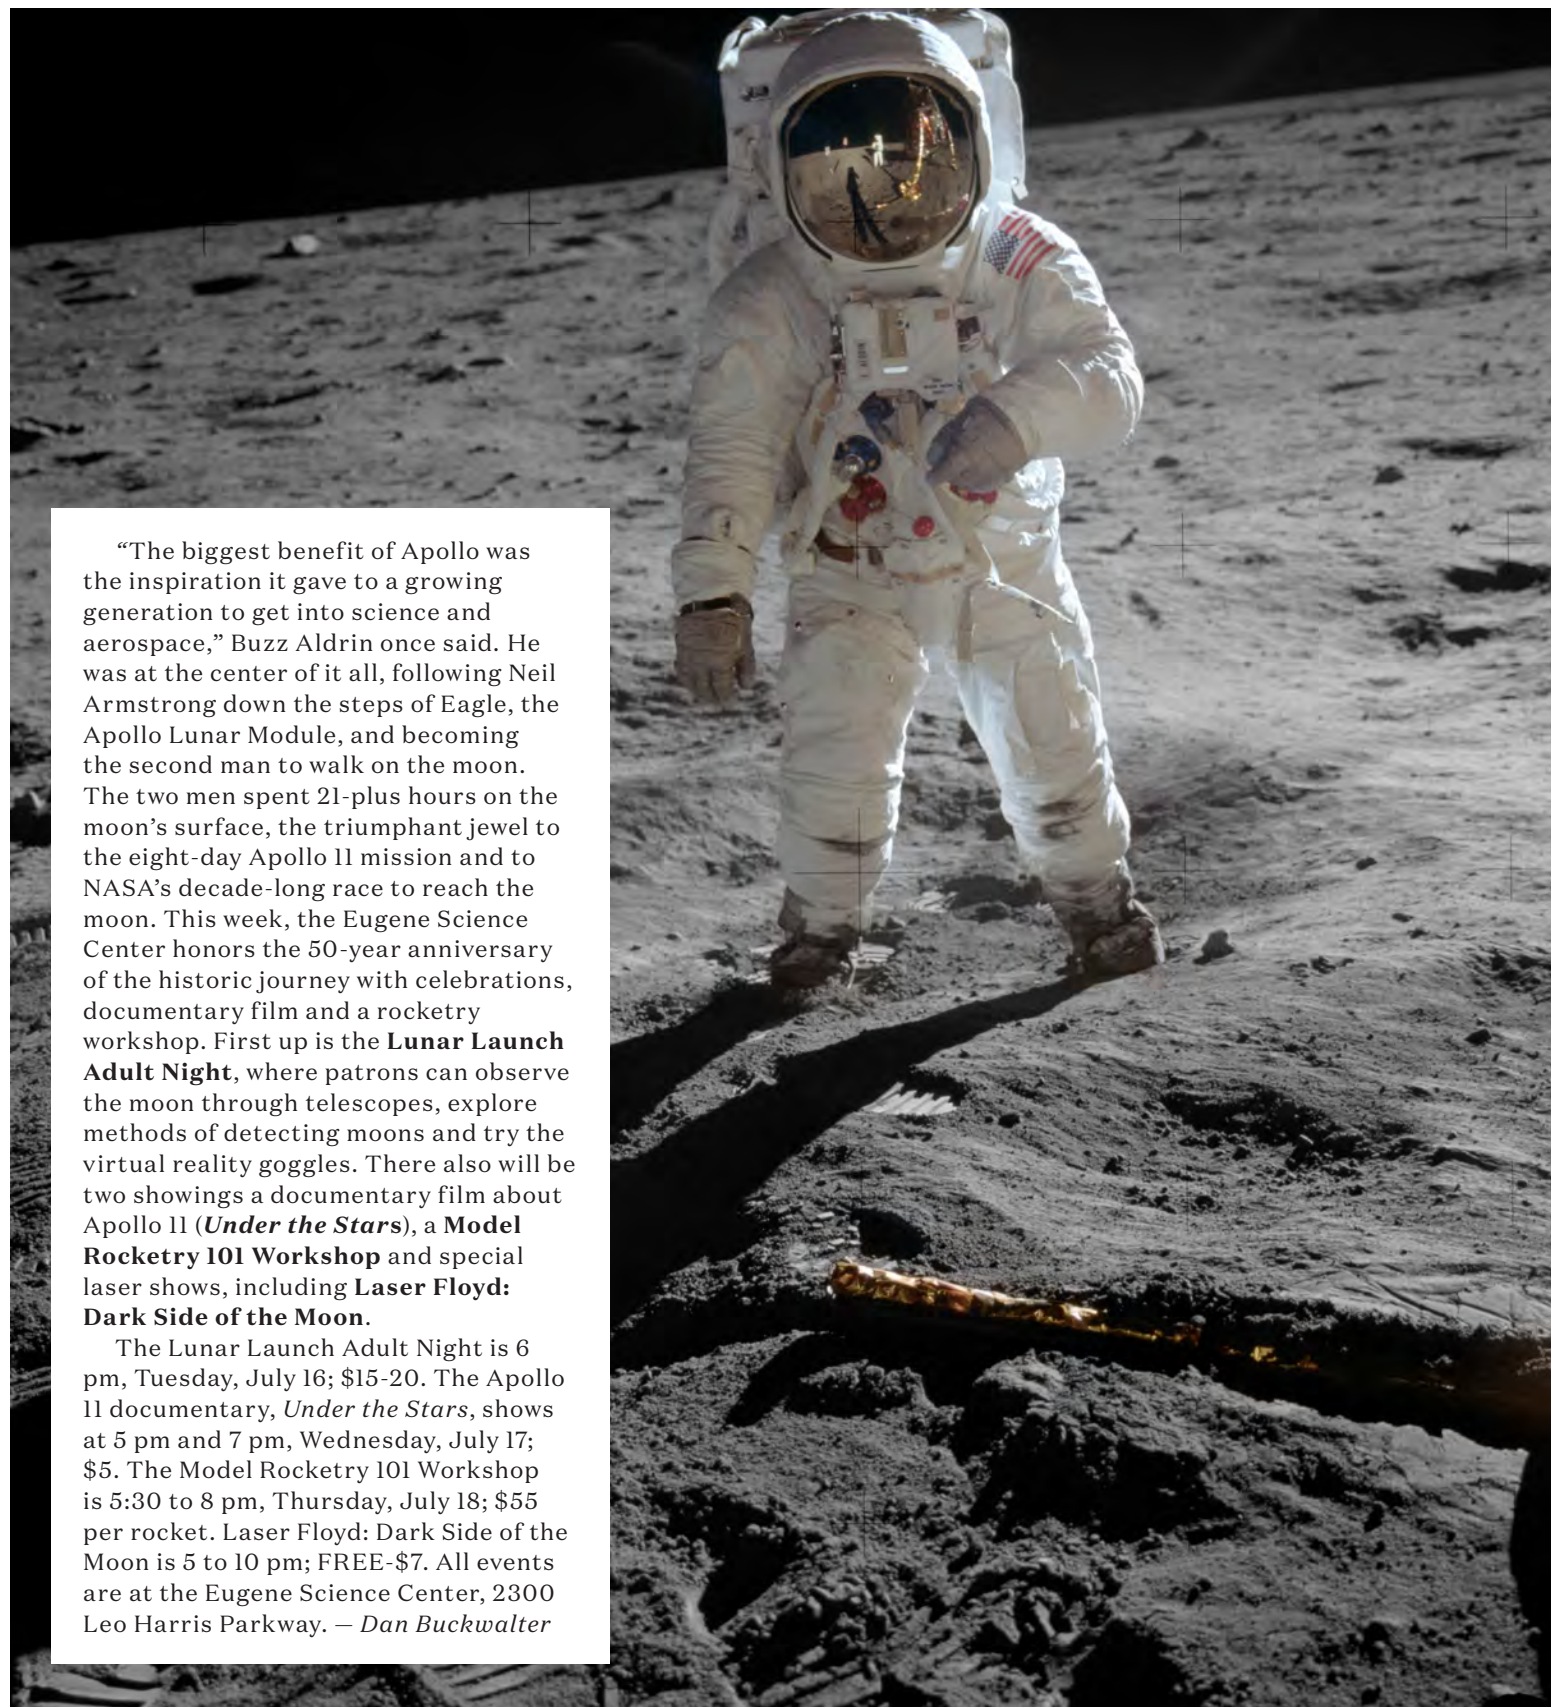 “The biggest benefit of Apollo was
the inspiration it gave to a growing
generation to get into science and
aerospace,” Buzz Aldrin once said. He
was at the center of it all, following Neil
Armstrong down the steps of Eagle, the
Apollo Lunar Module, and becoming
the second man to walk on the moon.
The two men spent 21-plus hours on the
moon’s surface, the triumphant jewel to
the eight-day Apollo 11 mission and to
NASA’s decade-long race to reach the
moon. This week, the Eugene Science
Center honors the 50-year anniversary
of the historic journey with celebrations,
documentary film and a rocketry
workshop. First up is the Lunar Launch
Adult Night, where patrons can observe
the moon through telescopes, explore
methods of detecting moons and try the
virtual reality goggles. There also will be
two showings a documentary film about
Apollo 11 (Under the Stars), a Model
Rocketry 101 Workshop and special
laser shows, including Laser Floyd:
Dark Side of the Moon.
The Lunar Launch Adult Night is 6
pm, Tuesday, July 16; $15-20. The Apollo
11 documentary, Under the Stars, shows
at 5 pm and 7 pm, Wednesday, July 17;
$5. The Model Rocketry 101 Workshop
is 5:30 to 8 pm, Thursday, July 18; $55
per rocket. Laser Floyd: Dark Side of the
Moon is 5 to 10 pm; FREE-$7. All events
are at the Eugene Science Center, 2300
Leo Harris Parkway. — Dan Buckwalter